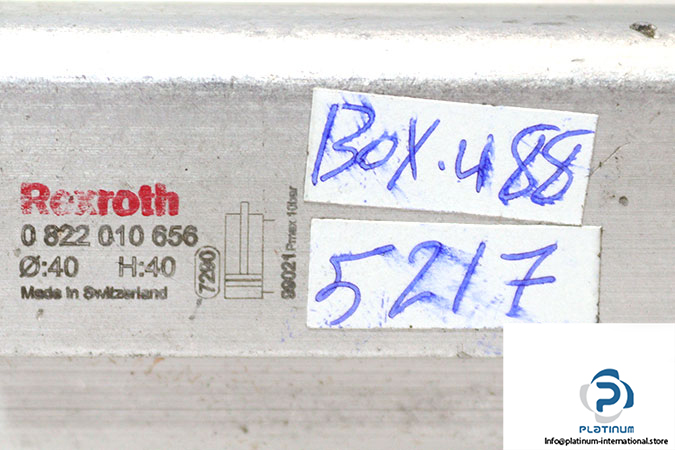 Rexroth
0 822 010 656
Ø:40 H:40
Made in Switzerland
7290
99021 Pmax 10bar
BOX.488
5217
PLATINUM
Info@platinum-international.store